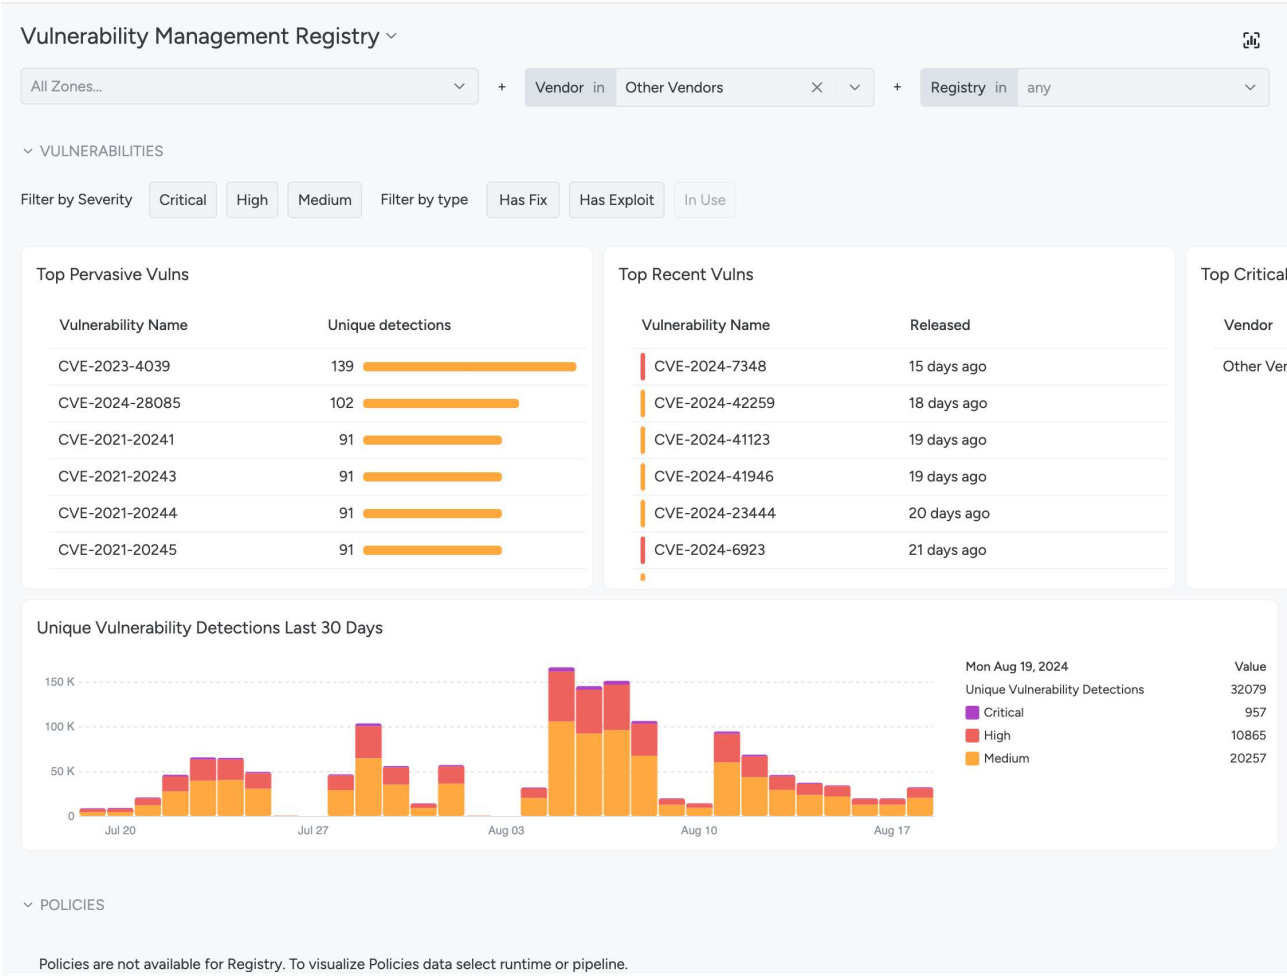 Vulnerability Management Registry
All Zones... + Vendor in Other Vendors + Registry in any
VULNERABILITIES
Filter by Severity Critical High Medium Filter by type Has Fix Has Exploit In Use
Top Pervasive Vulns
Vulnerability Name Unique detections
CVE-2023-4039 139
CVE-2024-28085 102
CVE-2021-20241 91
CVE-2021-20243 91
CVE-2021-20244 91
CVE-2021-20245 91
Top Recent Vulns
Vulnerability Name Released
CVE-2024-7348 15 days ago
CVE-2024-42259 18 days ago
CVE-2024-41123 19 days ago
CVE-2024-41946 19 days ago
CVE-2024-23444 20 days ago
CVE-2024-6923 21 days ago
Top Critical
Vendor
Other Ver
Unique Vulnerability Detections Last 30 Days
150 K
100 K
50 K
0
Jul 20 Jul 27 Aug 03 Aug 10 Aug 17
Mon Aug 19, 2024 Value
Unique Vulnerability Detections 32079
Critical 957
High 10865
Medium 20257
POLICIES
Policies are not available for Registry. To visualize Policies data select runtime or pipeline.